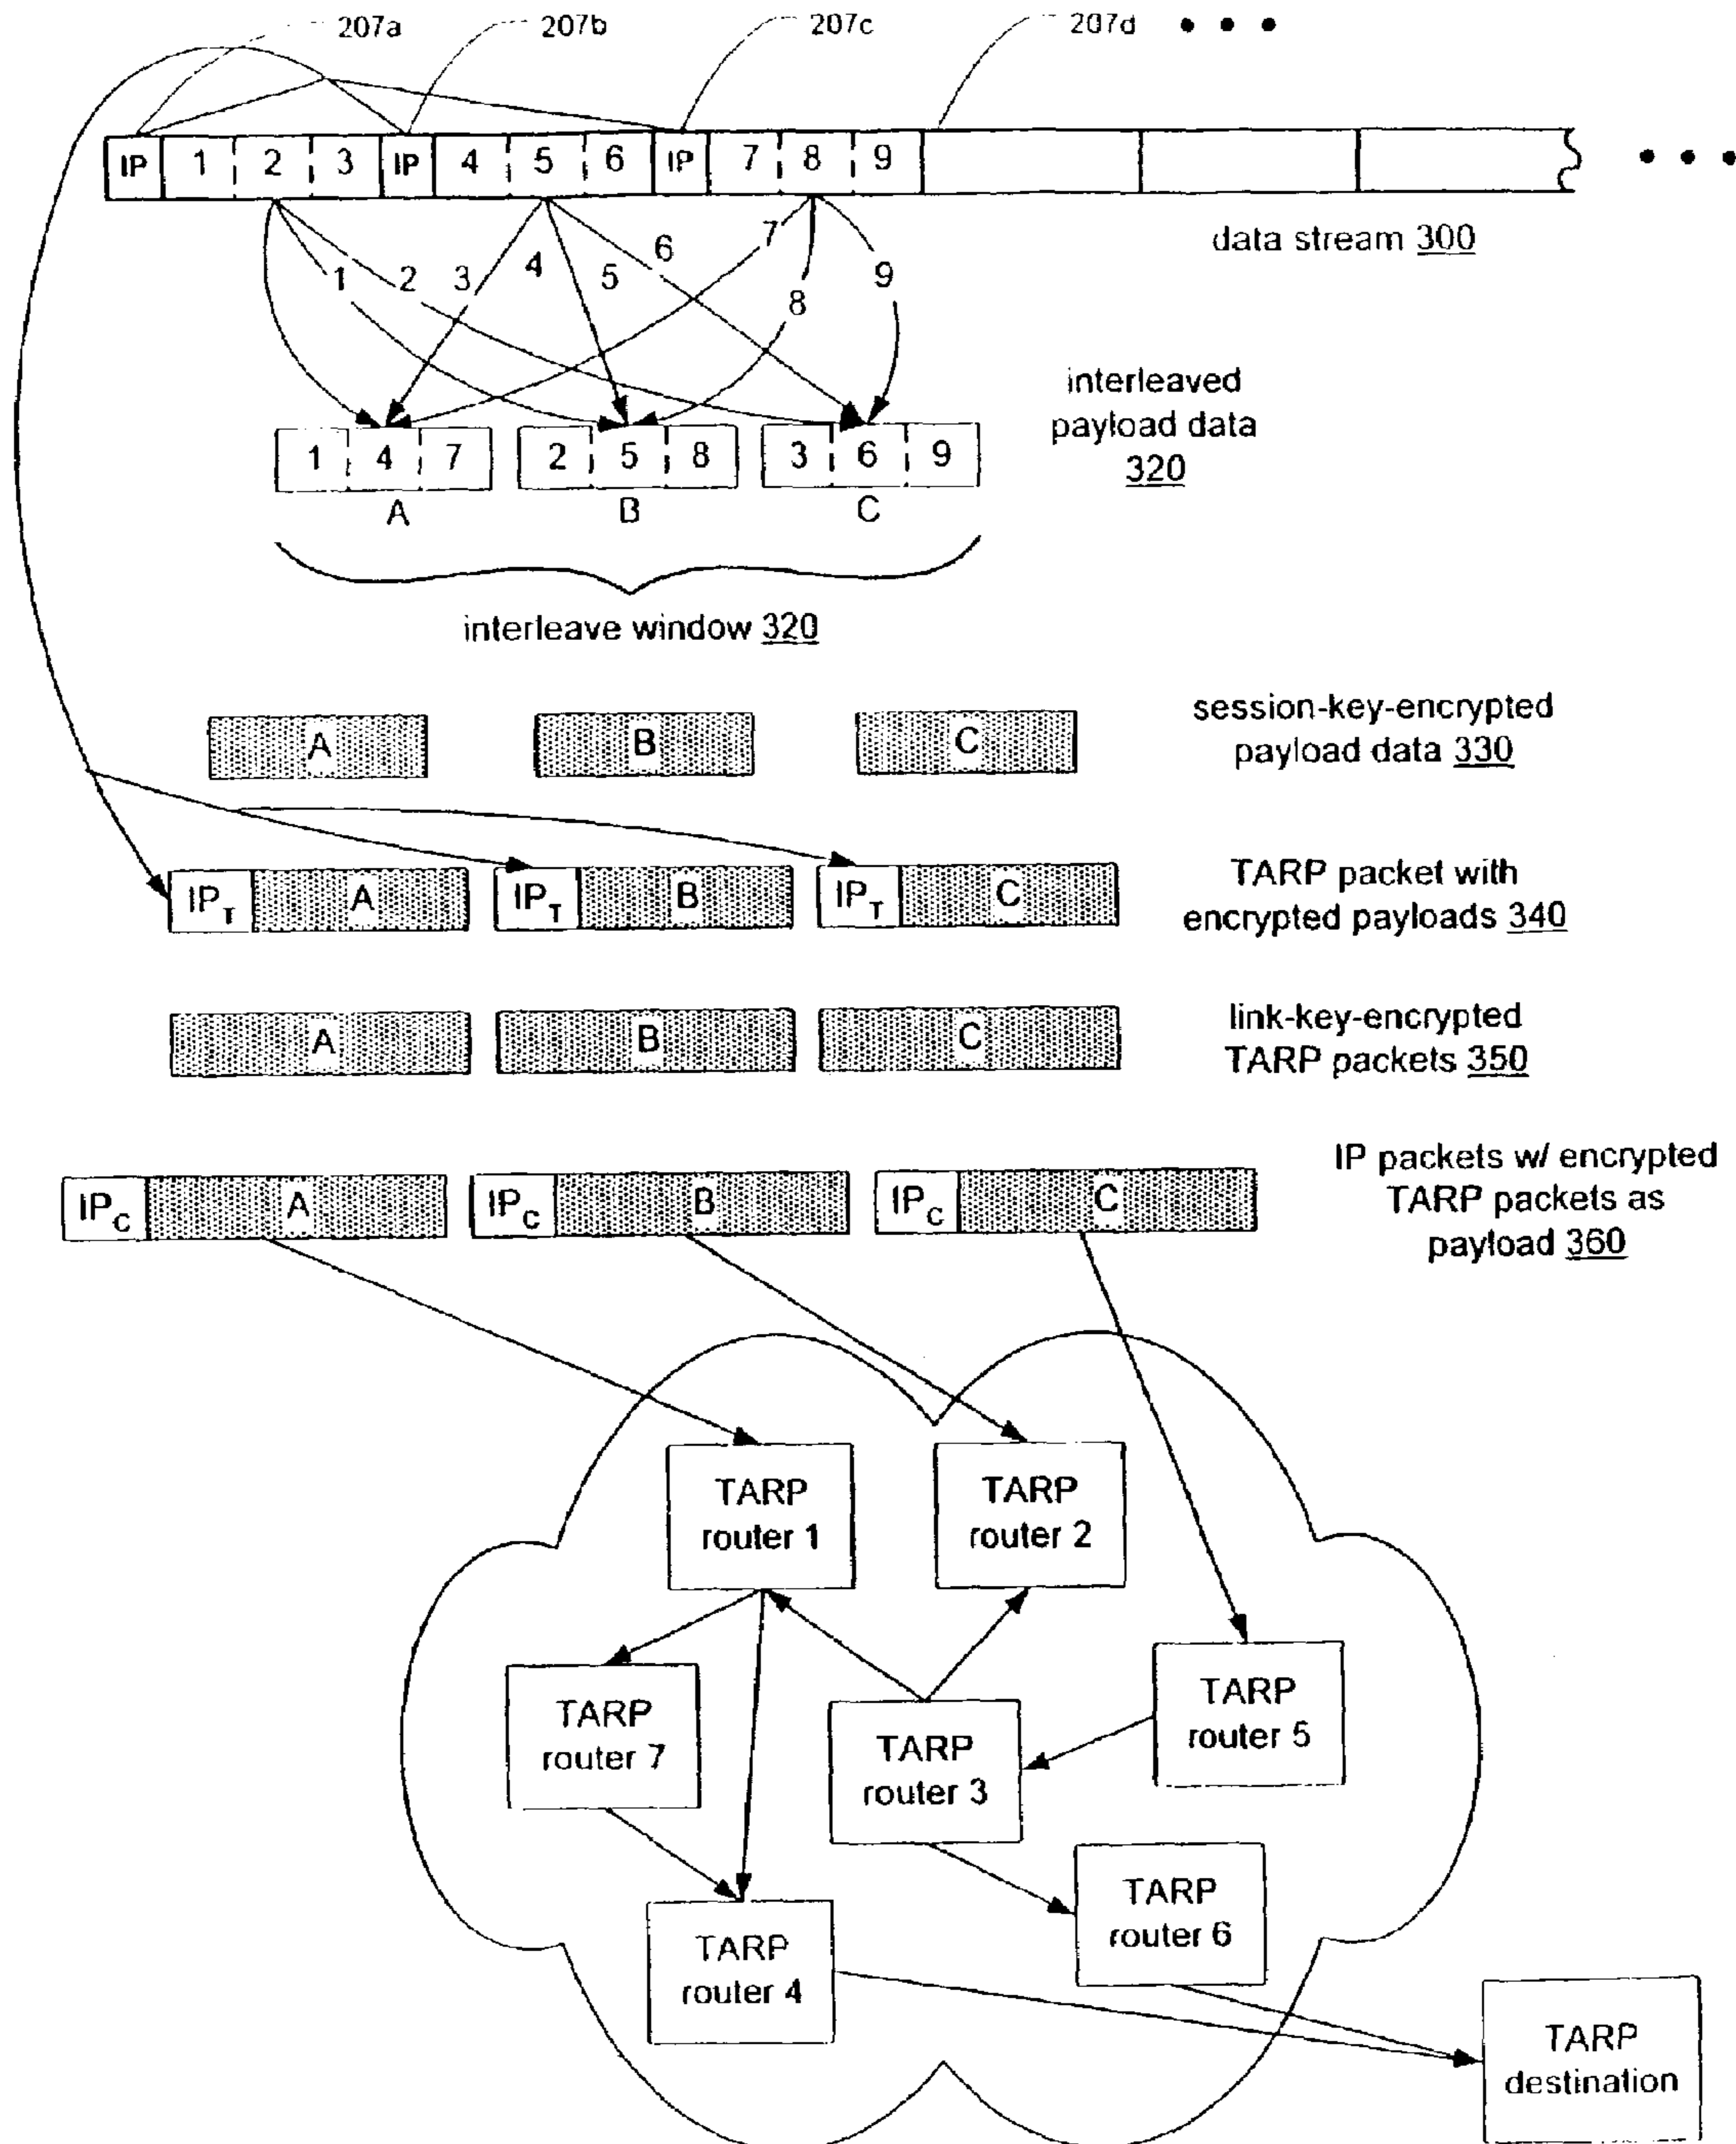 207a 207b 207c 207d • • •
IP 1 2 3 IP 4 5 6 IP 7 8 9 • • •
data stream 300
1 2 3 4 5 6 7 8 9
interleaved
payload data
320
1 4 7 2 5 8 3 6 9
A B C
interleave window 320
session-key-encrypted
payload data 330
A B C
TARP packet with
encrypted payloads 340
IPT A IPT B IPT C
link-key-encrypted
TARP packets 350
A B C
IP packets w/ encrypted
TARP packets as
payload 360
IPC A IPC B IPC C
TARP
router 1
TARP
router 2
TARP
router 5
TARP
router 7
TARP
router 3
TARP
router 6
TARP
router 4
TARP
destination